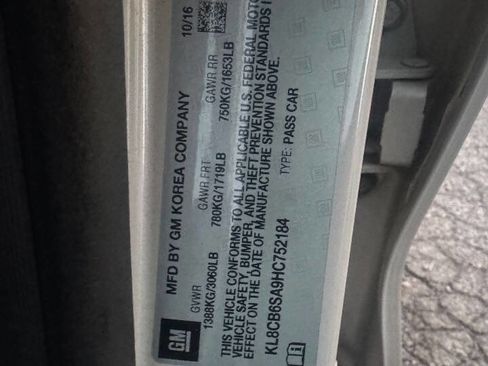 GM
MFD BY GM KOREA COMPANY 10/16
GVWR GAWR FRT GAWR RR
1388KG/3060LB 780KG/1719LB 750KG/1653LB
THIS VEHICLE CONFORMS TO ALL APPLICABLE U.S. FEDERAL MOTOR
VEHICLE SAFETY, BUMPER, AND THEFT PREVENTION STANDARDS
EFFECT ON THE DATE OF MANUFACTURE SHOWN ABOVE.
TYPE: PASS CAR
KL8CB6SA9HC752184